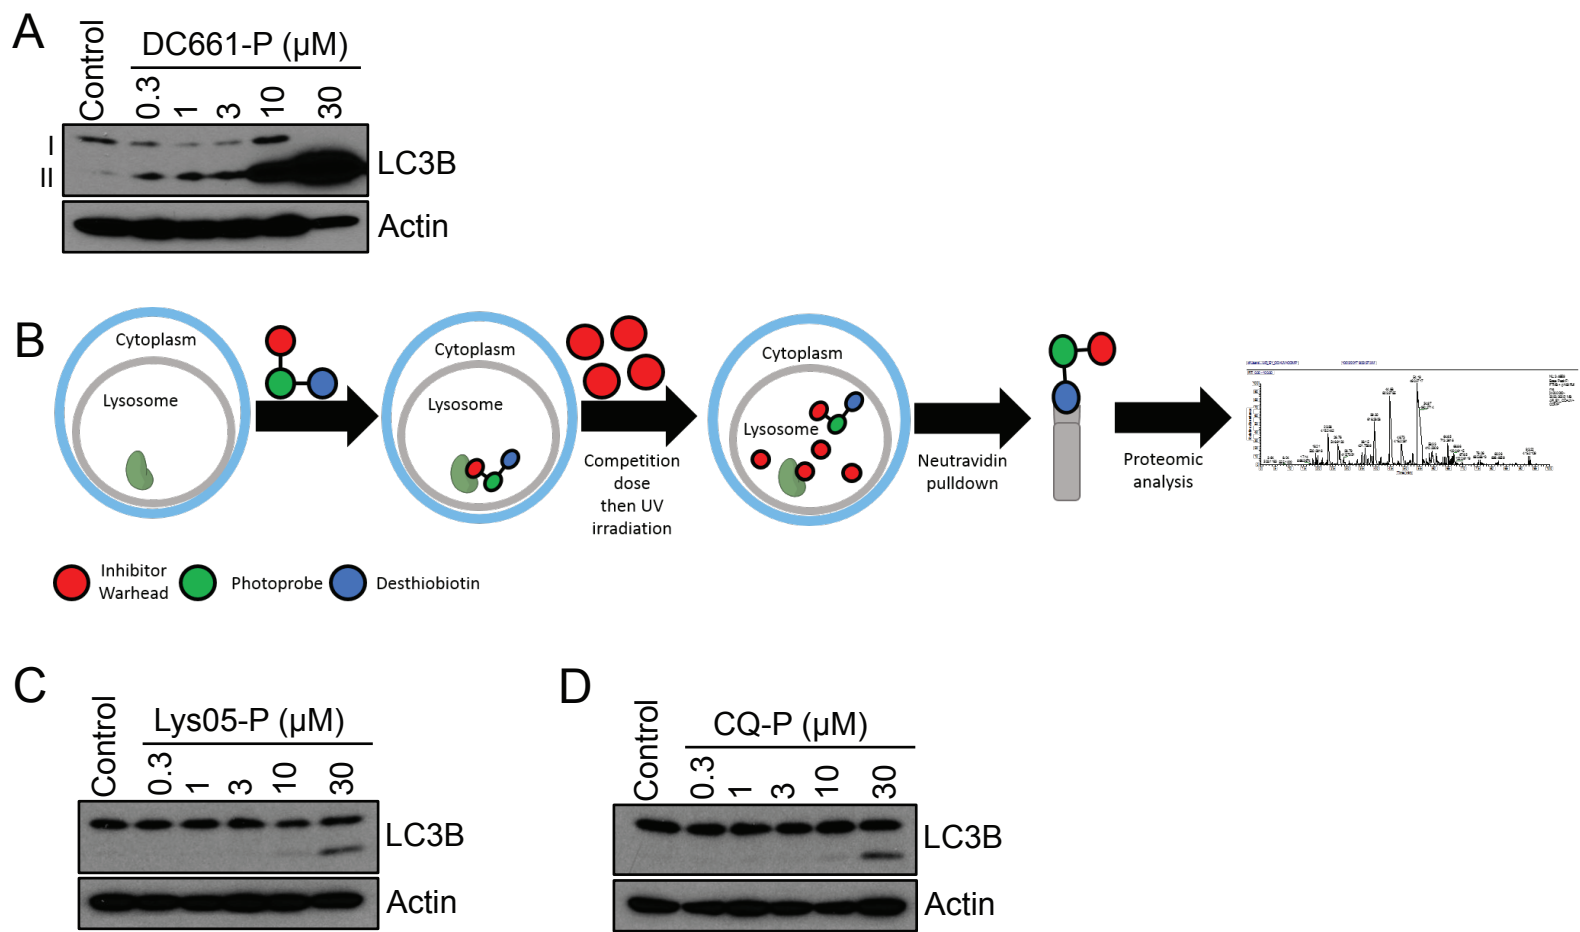 A
Control
DC661-P (µM)
0.3
1
3
10
30
I
II
LC3B
Actin
B
Cytoplasm
Lysosome
Cytoplasm
Lysosome
Competition
dose
then UV
irradiation
Cytoplasm
Lysosome
Neutravidin
pulldown
Proteomic
analysis
Inhibitor
Warhead
Photoprobe
Desthiobiotin
C
Control
Lys05-P (µM)
0.3
1
3
10
30
LC3B
Actin
D
Control
CQ-P (µM)
0.3
1
3
10
30
LC3B
Actin